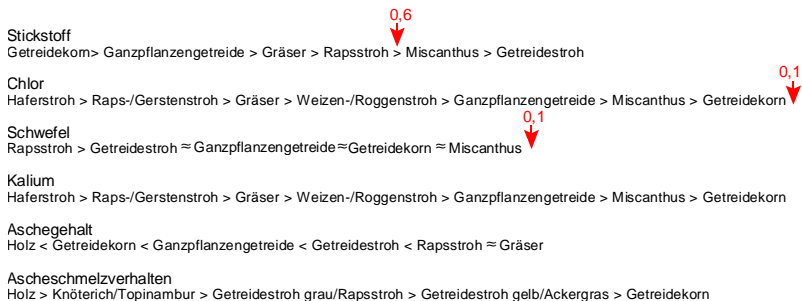 0,6
Stickstoff
Getreidekorn> Ganzpflanzengetreide > Gräser > Rapsstroh > Miscanthus > Getreidestroh
0,1
Chlor
Haferstroh > Raps-/Gerstenstroh > Gräser > Weizen-/Roggenstroh > Ganzpflanzengetreide > Miscanthus > Getreidekorn
0,1
Schwefel
Rapsstroh > Getreidestroh ≈ Ganzpflanzengetreide ≈ Getreidekorn ≈ Miscanthus
Kalium
Haferstroh > Raps-/Gerstenstroh > Gräser > Weizen-/Roggenstroh > Ganzpflanzengetreide > Miscanthus > Getreidekorn
Aschegehalt
Holz < Getreidekorn < Ganzpflanzengetreide < Getreidestroh < Rapsstroh ≈ Gräser
Ascheschmelzverhalten
Holz > Knöterich/Topinambur > Getreidestroh grau/Rapsstroh > Getreidestroh gelb/Ackergras > Getreidekorn